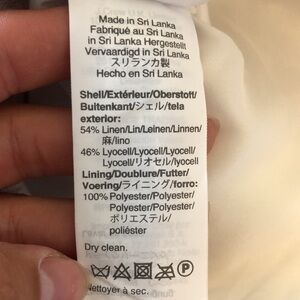 Made in Sri Lanka
Fabriqué au Sri Lanka
in Sri Lanka Hergestellt
Vervaardigd in Sri Lanka
スリランカ製
Hecho en Sri Lanka
Shell/Extérieur/Oberstoff/
Buitenkant/シェル/tela
exterior:
54% Linen/Lin/Leinen/Linnen/
麻/lino
46% Lyocell/Lyocell/Lyocell/
Lyocell/リオセル/lyocell
Lining/Doublure/Futter/
Voering/ライニング/forro:
100% Polyester/Polyester/
Polyester/Polyester/
ポリエステル/
poliéster
Dry clean.
Nettoyer à sec.